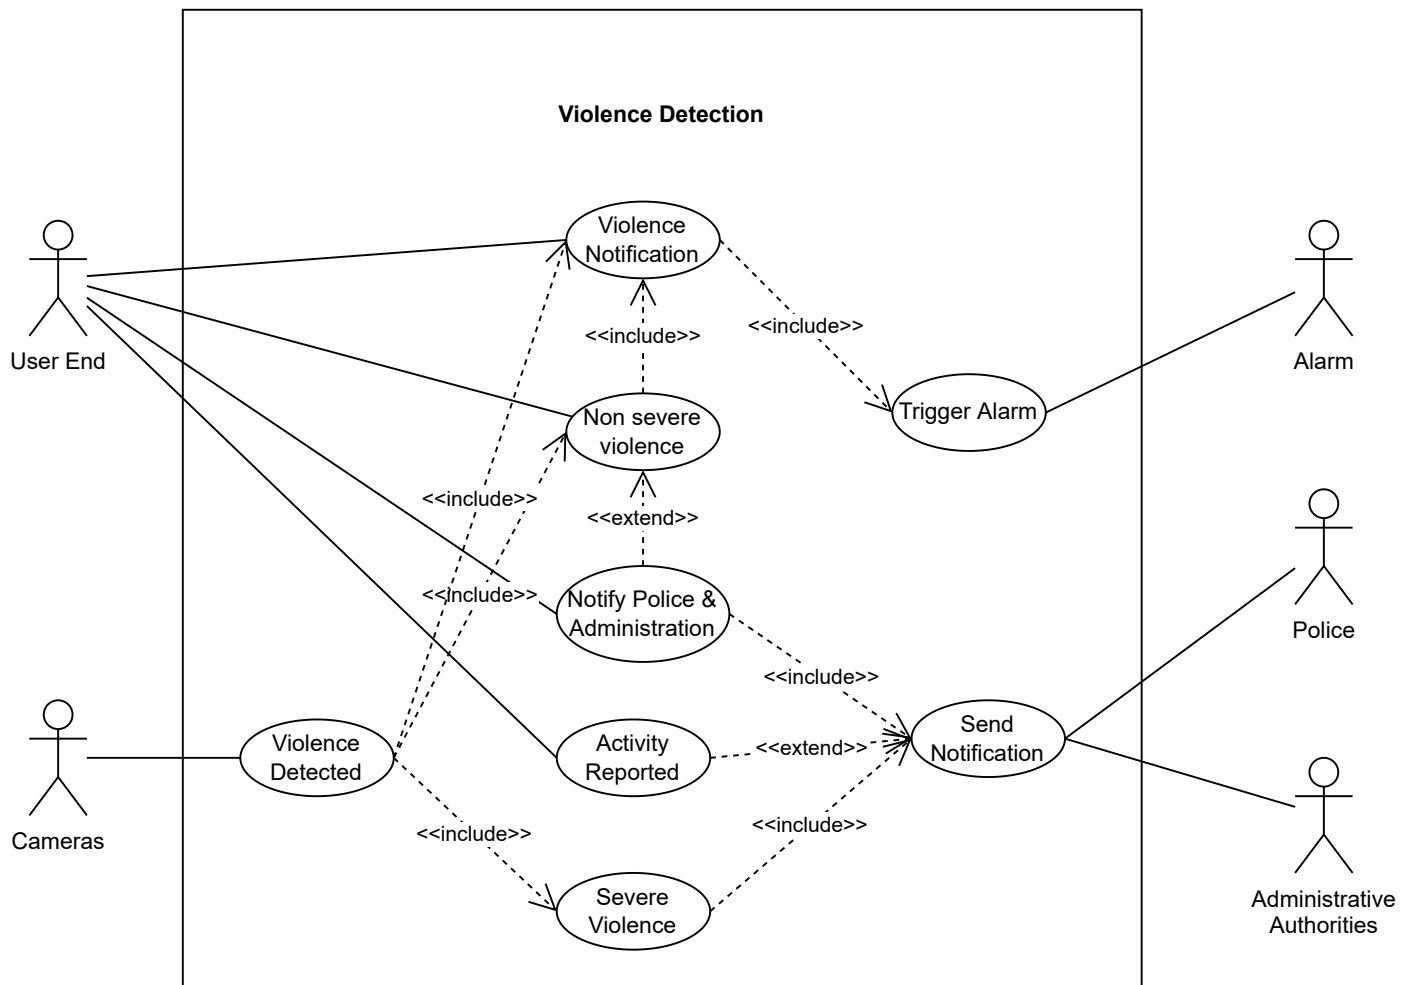 Violence Detection
Violence
Notification
<<include>>
<<include>>
User End
Alarm
Non severe
violence
Trigger Alarm
<<include>>
<<extend>>
<<include>>
Notify Police &
Administration
Police
<<include>>
Violence
Detected
Activity
Reported
<<extend>>
Send
Notification
Cameras
<<include>>
<<include>>
Severe
Violence
Administrative
Authorities